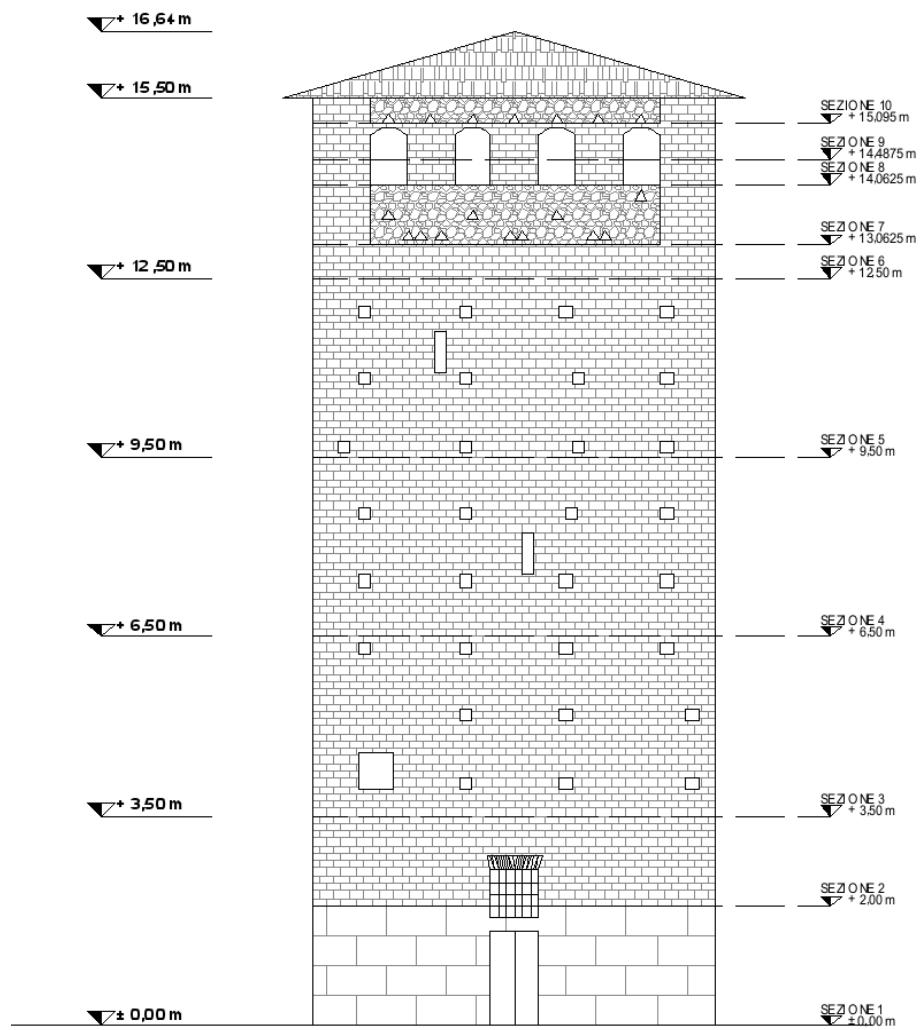 + 16,64 m
+ 15,50 m
SEZIONE 10
+ 15.095 m
SEZIONE 9
+ 14.4875 m
SEZIONE 8
+ 14.0625 m
SEZIONE 7
+ 13.0625 m
+ 12,50 m
SEZIONE 6
+ 12.50 m
+ 9,50 m
SEZIONE 5
+ 9.50 m
+ 6,50 m
SEZIONE 4
+ 6.50 m
+ 3,50 m
SEZIONE 3
+ 3.50 m
SEZIONE 2
+ 2.00 m
± 0,00 m
SEZIONE 1
± 0.00 m